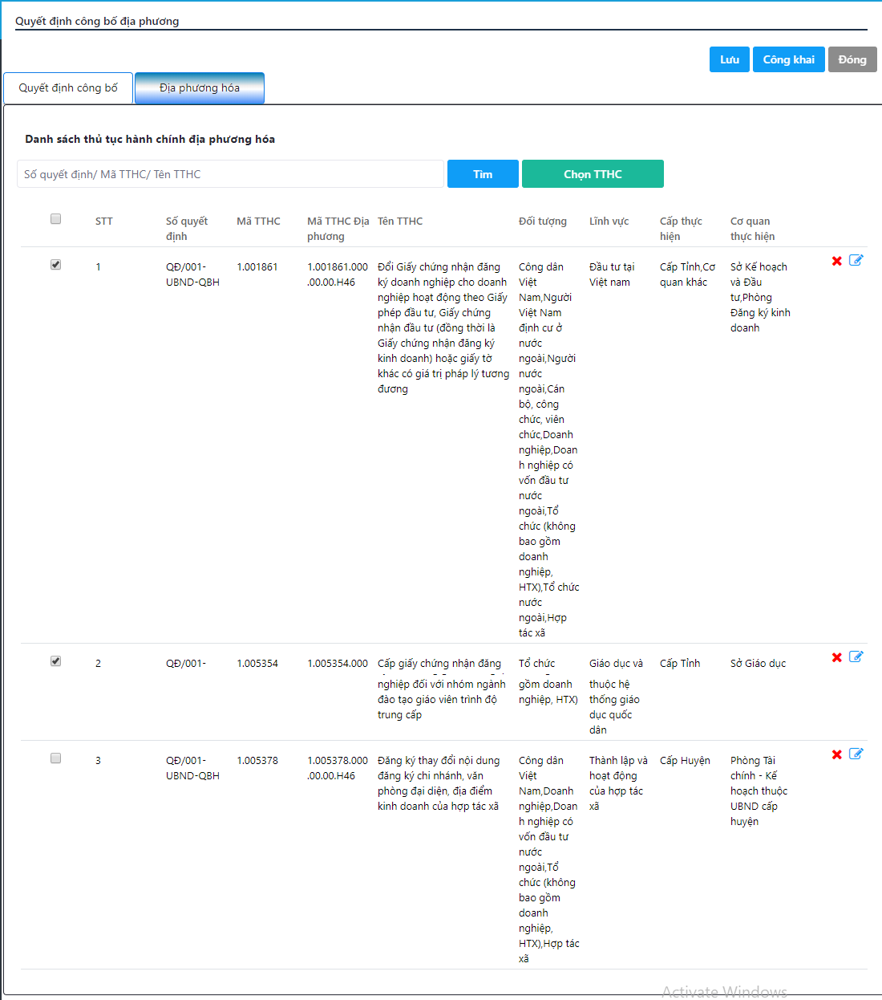 Quyết định công bố địa phương
Lưu
Công khai
Đóng
Quyết định công bố
Địa phương hóa
Danh sách thủ tục hành chính địa phương hóa
Số quyết định/ Mã TTHC/ Tên TTHC
Tìm
Chọn TTHC
STT
Số quyết
định
Mã TTHC
Mã TTHC Địa
phương
Tên TTHC
Đối tượng
Lĩnh vực
Cấp thực
hiện
Cơ quan
thực hiện
1
QĐ/001-
UBND-QBH
1.001861
1.001861.000
.00.00.H46
Đổi Giấy chứng nhận đăng
ký doanh nghiệp cho doanh
nghiệp hoạt động theo Giấy
phép đầu tư, Giấy chứng
nhận đầu tư (đồng thời là
Giấy chứng nhận đăng ký
kinh doanh) hoặc giấy tờ
khác có giá trị pháp lý tương
đương
Công dân
Việt
Nam,Người
Việt Nam
định cư ở
nước
ngoài,Người
nước
ngoài,Cán
bộ, công
chức, viên
chức,Doanh
nghiệp,Doan
h nghiệp có
vốn đầu tư
nước
ngoài,Tổ
chức (không
bao gồm
doanh
nghiệp,
HTX),Tổ chức
nước
ngoài,Hợp
tác xã
Đầu tư tại
Việt nam
Cấp Tỉnh,Cơ
quan khác
Sở Kế hoạch
và Đầu
tư,Phòng
Đăng ký kinh
doanh
2
QĐ/001-
1.005354
1.005354.000
Cấp giấy chứng nhận đăng
nghiệp đối với nhóm ngành
đào tạo giáo viên trình độ
trung cấp
Tổ chức
gồm doanh
nghiệp, HTX)
Giáo dục và
thuộc hệ
thống giáo
dục quốc
dân
Cấp Tỉnh
Sở Giáo dục
3
QĐ/001-
UBND-QBH
1.005378
1.005378.000
.00.00.H46
Đăng ký thay đổi nội dung
đăng ký chi nhánh, văn
phòng đại diện, địa điểm
kinh doanh của hợp tác xã
Công dân
Việt
Nam,Doanh
nghiệp,Doan
h nghiệp có
vốn đầu tư
nước
ngoài,Tổ
chức (không
bao gồm
doanh
nghiệp,
HTX),Hợp tác
xã
Thành lập và
hoạt động
của hợp tác
xã
Cấp Huyện
Phòng Tài
chính - Kế
hoạch thuộc
UBND cấp
huyện
Activate Windows